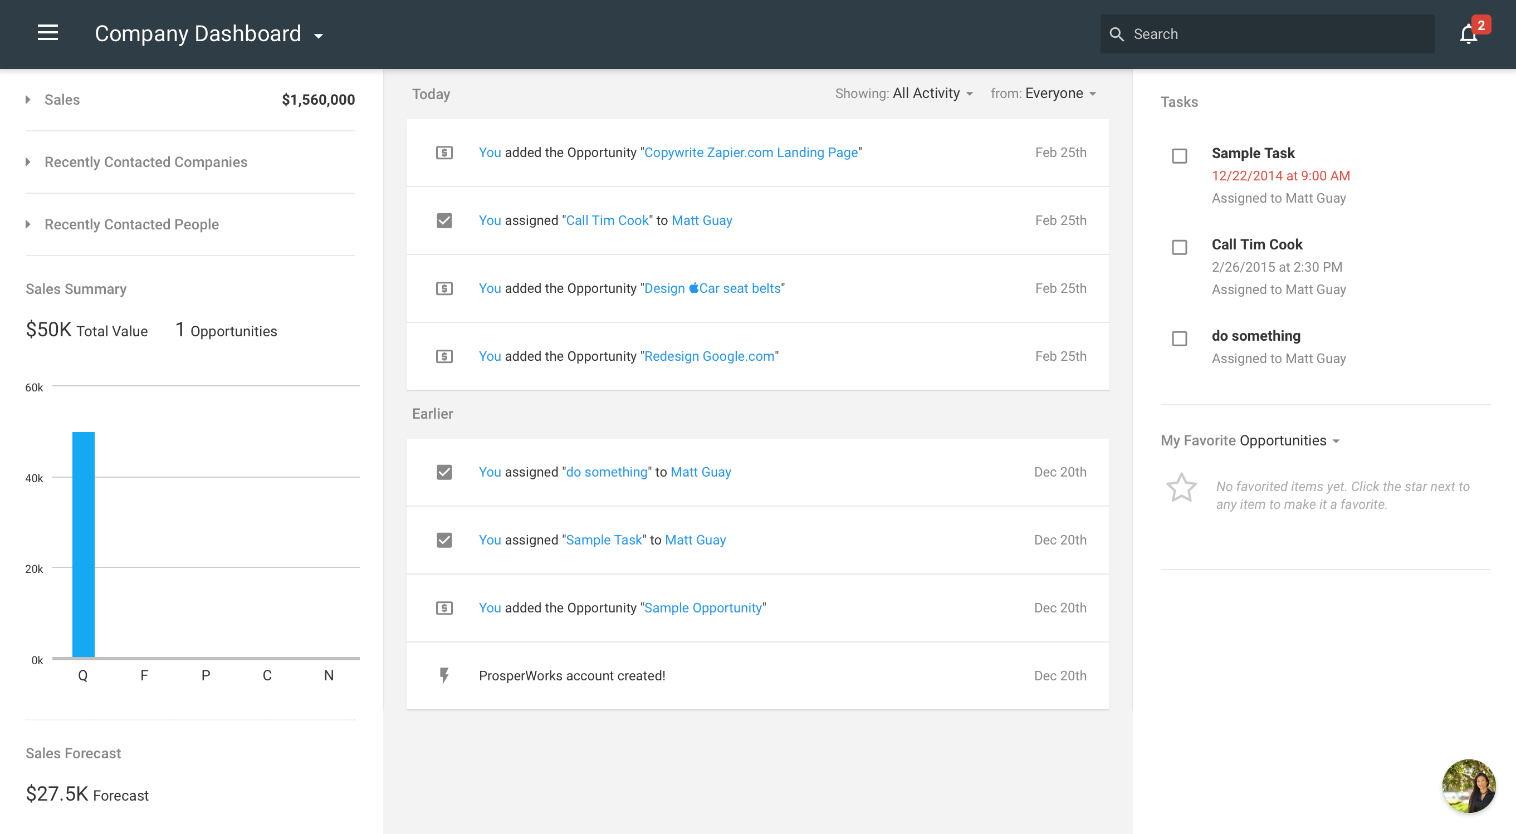 Company Dashboard
Search
2
Sales $1,560,000
Recently Contacted Companies
Recently Contacted People
Sales Summary
$50K Total Value 1 Opportunities
60k
40k
20k
0k
Q F P C N
Sales Forecast
$27.5K Forecast
Today Showing: All Activity from: Everyone
You added the Opportunity "Copywrite Zapier.com Landing Page" Feb 25th
You assigned "Call Tim Cook" to Matt Guay Feb 25th
You added the Opportunity "Design Car seat belts" Feb 25th
You added the Opportunity "Redesign Google.com" Feb 25th
Earlier
You assigned "do something" to Matt Guay Dec 20th
You assigned "Sample Task" to Matt Guay Dec 20th
You added the Opportunity "Sample Opportunity" Dec 20th
ProsperWorks account created! Dec 20th
Tasks
Sample Task
12/22/2014 at 9:00 AM
Assigned to Matt Guay
Call Tim Cook
2/26/2015 at 2:30 PM
Assigned to Matt Guay
do something
Assigned to Matt Guay
My Favorite Opportunities
No favorited items yet. Click the star next to
any item to make it a favorite.